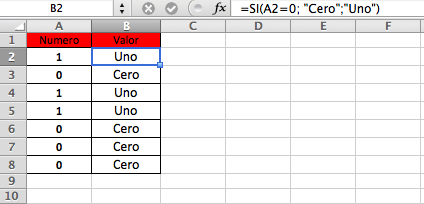 B2 fx =SI(A2=0; "Cero";"Uno")
A B C D E F
1 Numero Valor
2 1 Uno
3 0 Cero
4 1 Uno
5 1 Uno
6 0 Cero
7 0 Cero
8 0 Cero
9
10